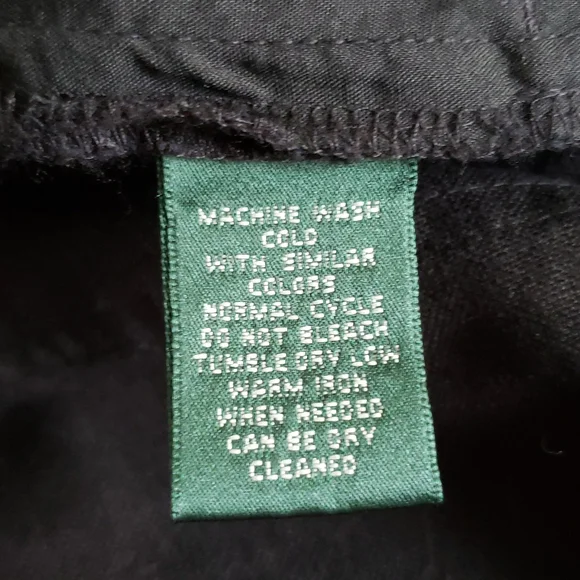 MACHINE WASH
COLD
WITH SIMILAR
COLORS
NORMAL CYCLE
DO NOT BLEACH
TUMBLE DRY LOW
WARM IRON
WHEN NEEDED
CAN BE DRY
CLEANED